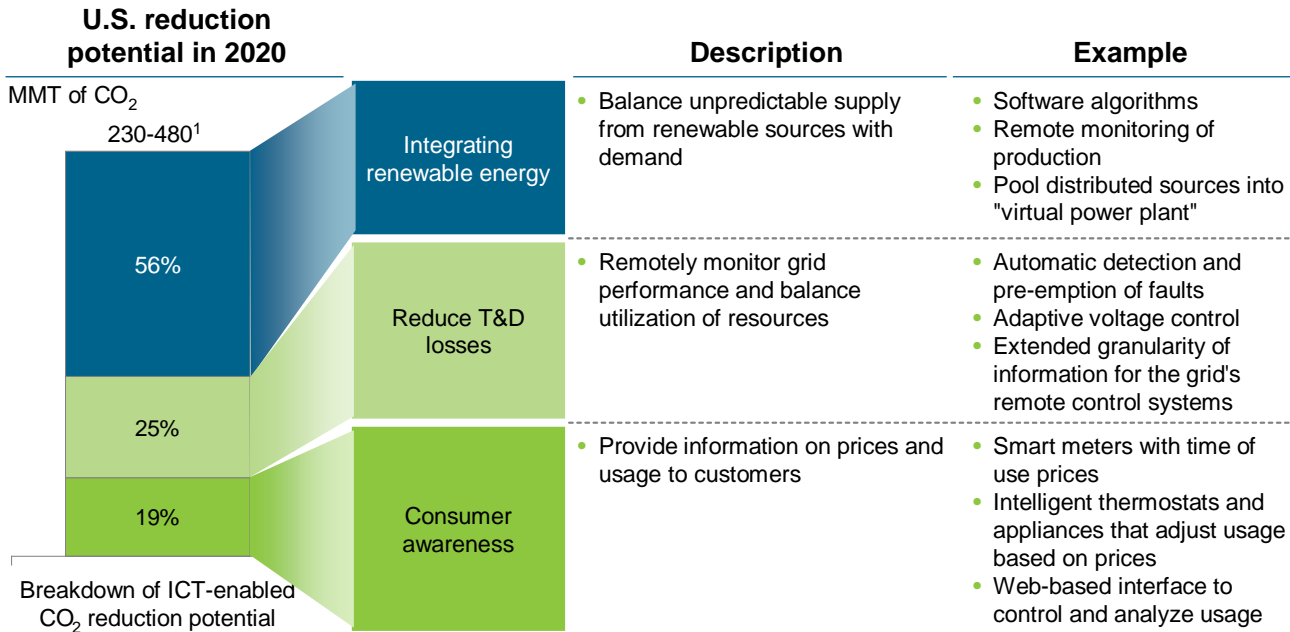 U.S. reduction
potential in 2020
Description
Example
MMT of CO2
230-480¹
56%
25%
19%
Breakdown of ICT-enabled
CO2 reduction potential
Integrating
renewable energy
• Balance unpredictable supply
from renewable sources with
demand
• Software algorithms
• Remote monitoring of
production
• Pool distributed sources into
"virtual power plant"
Reduce T&D
losses
• Remotely monitor grid
performance and balance
utilization of resources
• Automatic detection and
pre-emption of faults
• Adaptive voltage control
• Extended granularity of
information for the grid's
remote control systems
Consumer
awareness
• Provide information on prices and
usage to customers
• Smart meters with time of
use prices
• Intelligent thermostats and
appliances that adjust usage
based on prices
• Web-based interface to
control and analyze usage